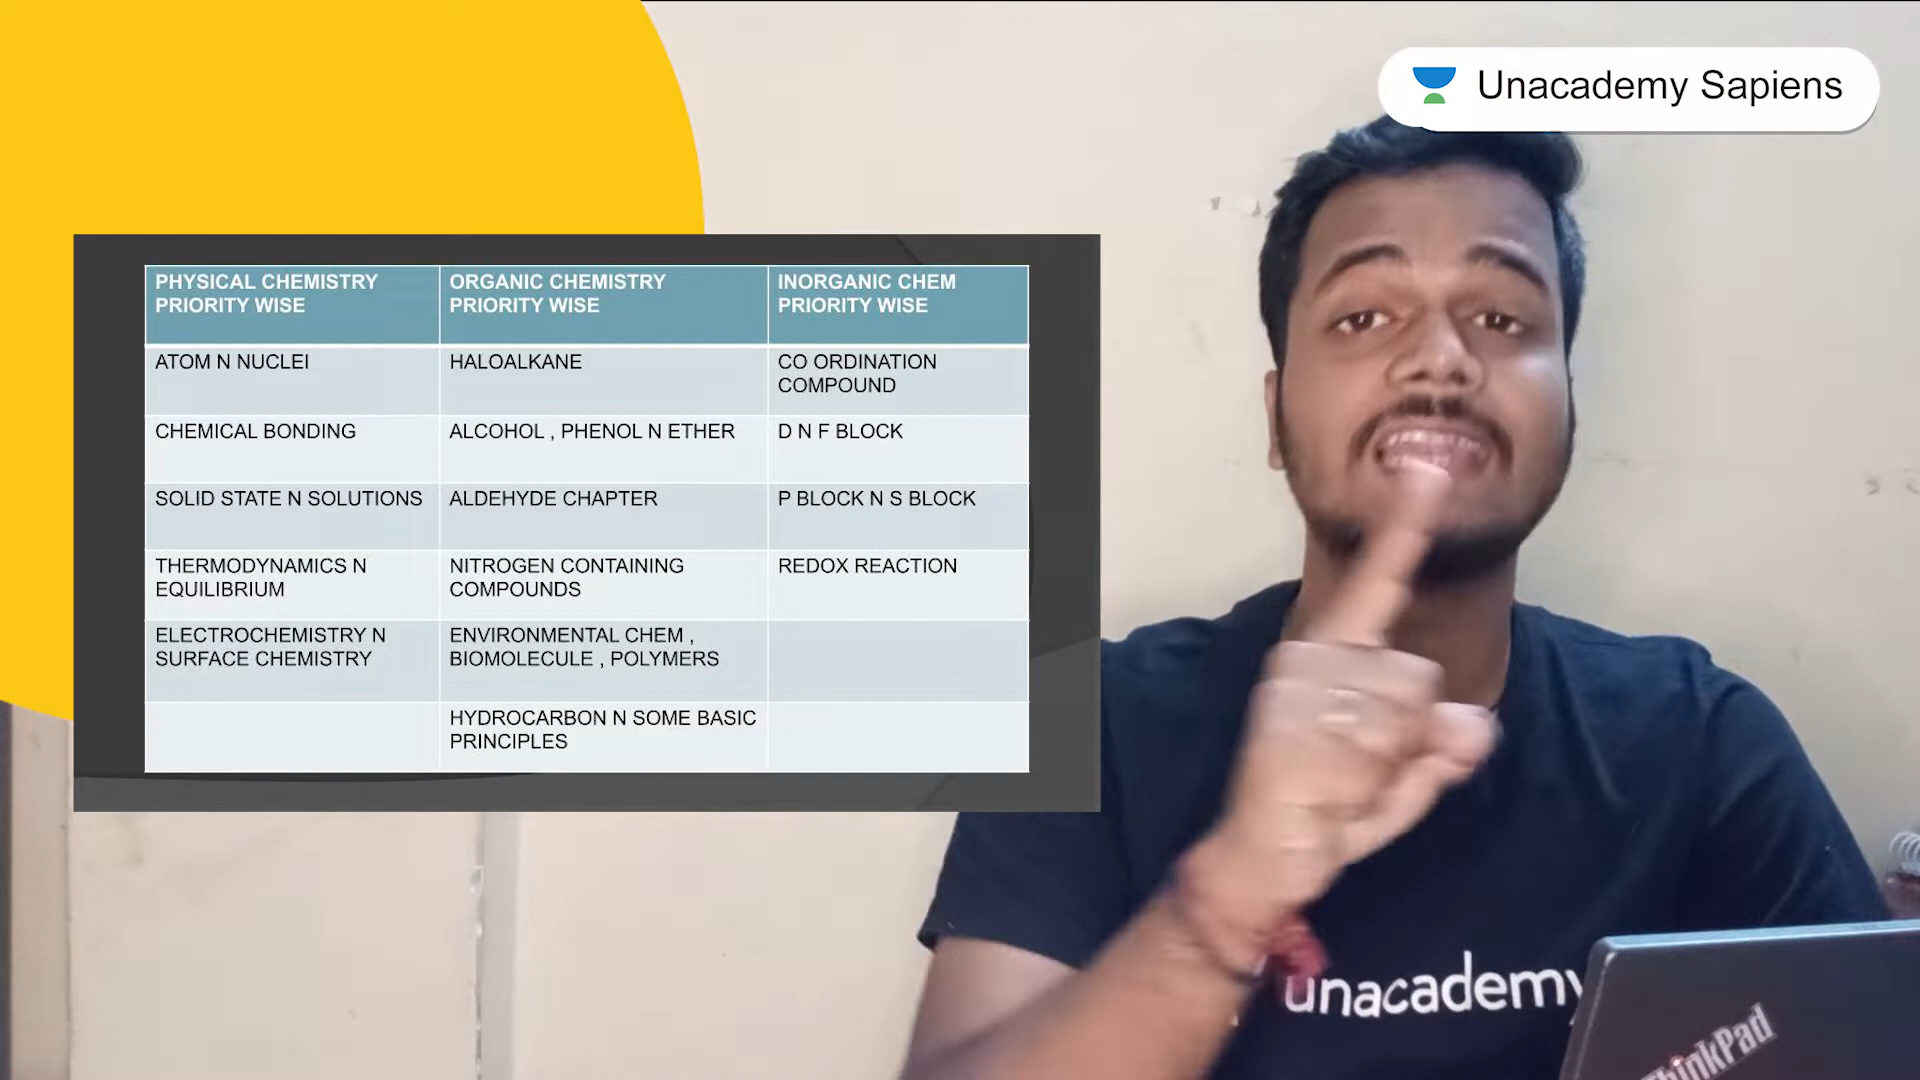 Unacademy Sapiens
PHYSICAL CHEMISTRY
PRIORITY WISE
ORGANIC CHEMISTRY
PRIORITY WISE
INORGANIC CHEM
PRIORITY WISE
ATOM N NUCLEI
HALOALKANE
CO ORDINATION
COMPOUND
CHEMICAL BONDING
ALCOHOL , PHENOL N ETHER
D N F BLOCK
SOLID STATE N SOLUTIONS
ALDEHYDE CHAPTER
P BLOCK N S BLOCK
THERMODYNAMICS N
EQUILIBRIUM
NITROGEN CONTAINING
COMPOUNDS
REDOX REACTION
ELECTROCHEMISTRY N
SURFACE CHEMISTRY
ENVIRONMENTAL CHEM ,
BIOMOLECULE , POLYMERS
HYDROCARBON N SOME BASIC
PRINCIPLES
unacademy
ThinkPad